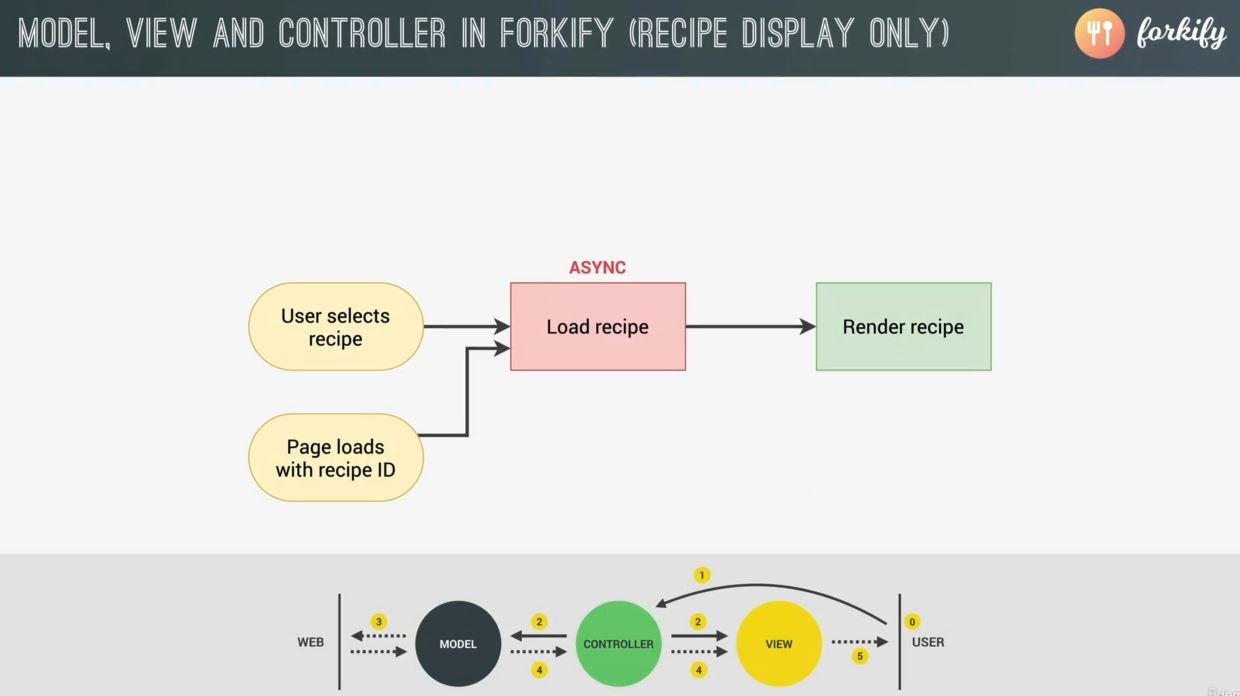 MODEL, VIEW AND CONTROLLER IN FORKIFY (RECIPE DISPLAY ONLY)
forkify
ASYNC
User selects
recipe
Load recipe
Render recipe
Page loads
with recipe ID
1
WEB
3
2
2
0
MODEL
CONTROLLER
VIEW
USER
4
4
5